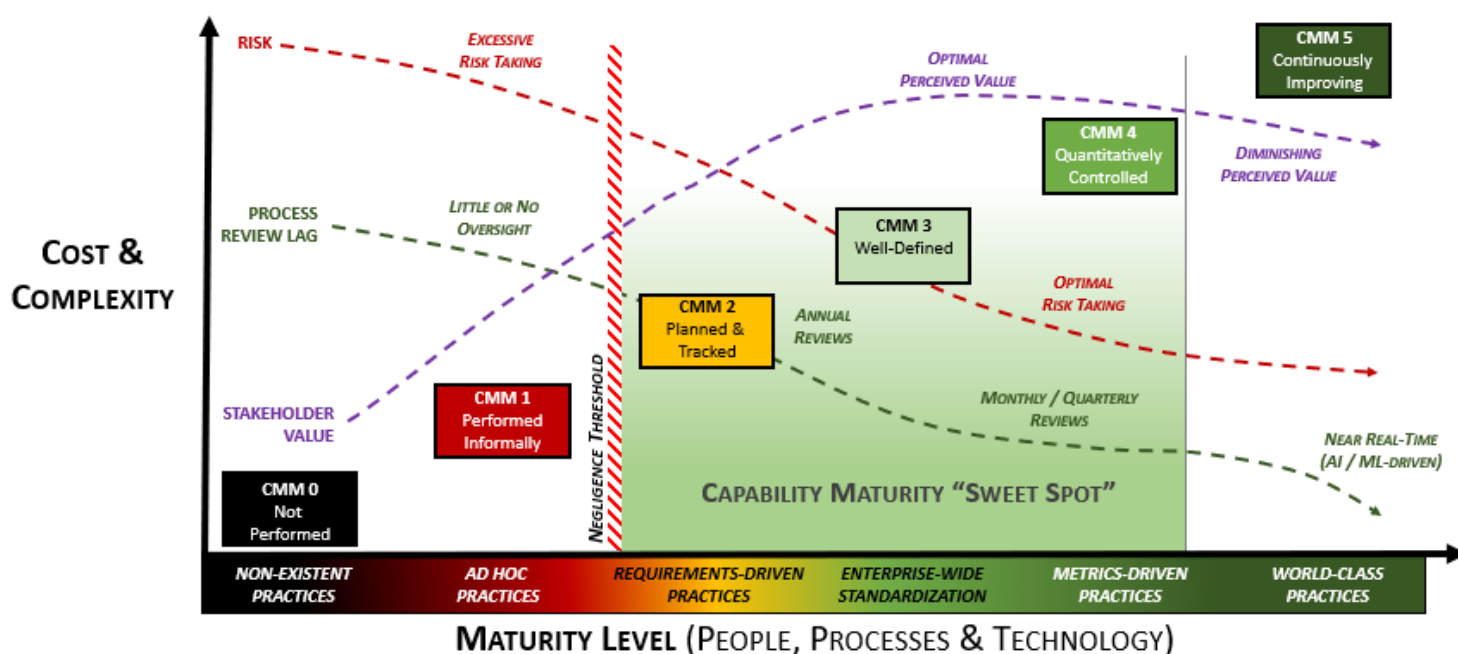 RISK
EXCESSIVE
RISK TAKING
OPTIMAL
PERCEIVED VALUE
CMM 5
Continuously
Improving
CMM 4
Quantitatively
Controlled
DIMINISHING
PERCEIVED VALUE
PROCESS
REVIEW LAG
LITTLE OR NO
OVERSIGHT
CMM 3
Well-Defined
COST &
COMPLEXITY
OPTIMAL
RISK TAKING
CMM 2
Planned &
Tracked
ANNUAL
REVIEWS
NEGLIGENCE THRESHOLD
STAKEHOLDER
VALUE
CMM 1
Performed
Informally
MONTHLY / QUARTERLY
REVIEWS
NEAR REAL-TIME
(AI / ML-DRIVEN)
CMM 0
Not
Performed
CAPABILITY MATURITY “SWEET SPOT”
NON-EXISTENT
PRACTICES
AD HOC
PRACTICES
REQUIREMENTS-DRIVEN
PRACTICES
ENTERPRISE-WIDE
STANDARDIZATION
METRICS-DRIVEN
PRACTICES
WORLD-CLASS
PRACTICES
MATURITY LEVEL (PEOPLE, PROCESSES & TECHNOLOGY)